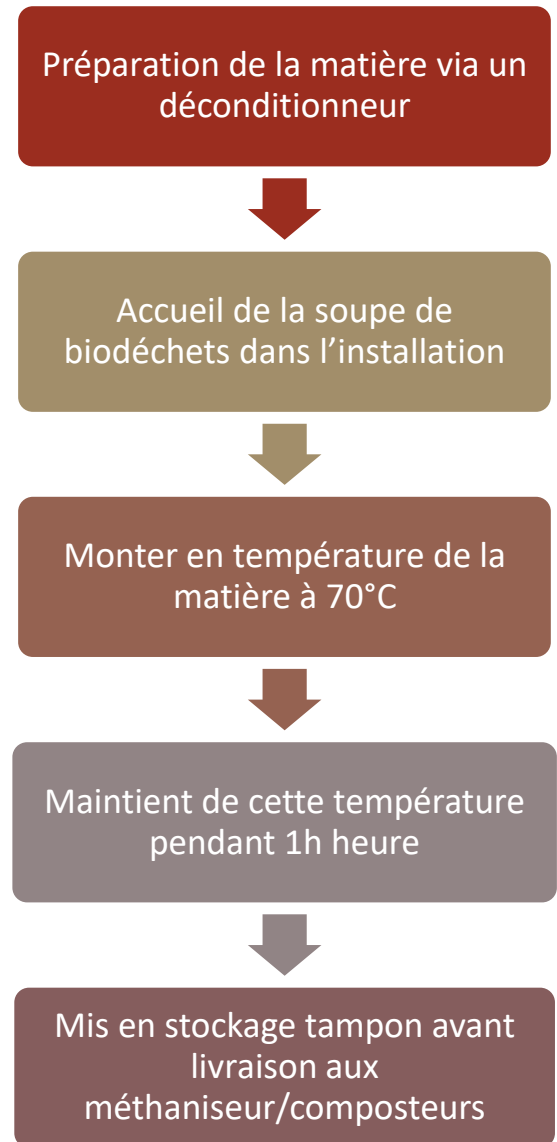 Préparation de la matière via un
déconditionneur
Accueil de la soupe de
biodéchets dans l’installation
Monter en température de la
matière à 70°C
Maintient de cette température
pendant 1h heure
Mis en stockage tampon avant
livraison aux
méthaniseur/composteurs